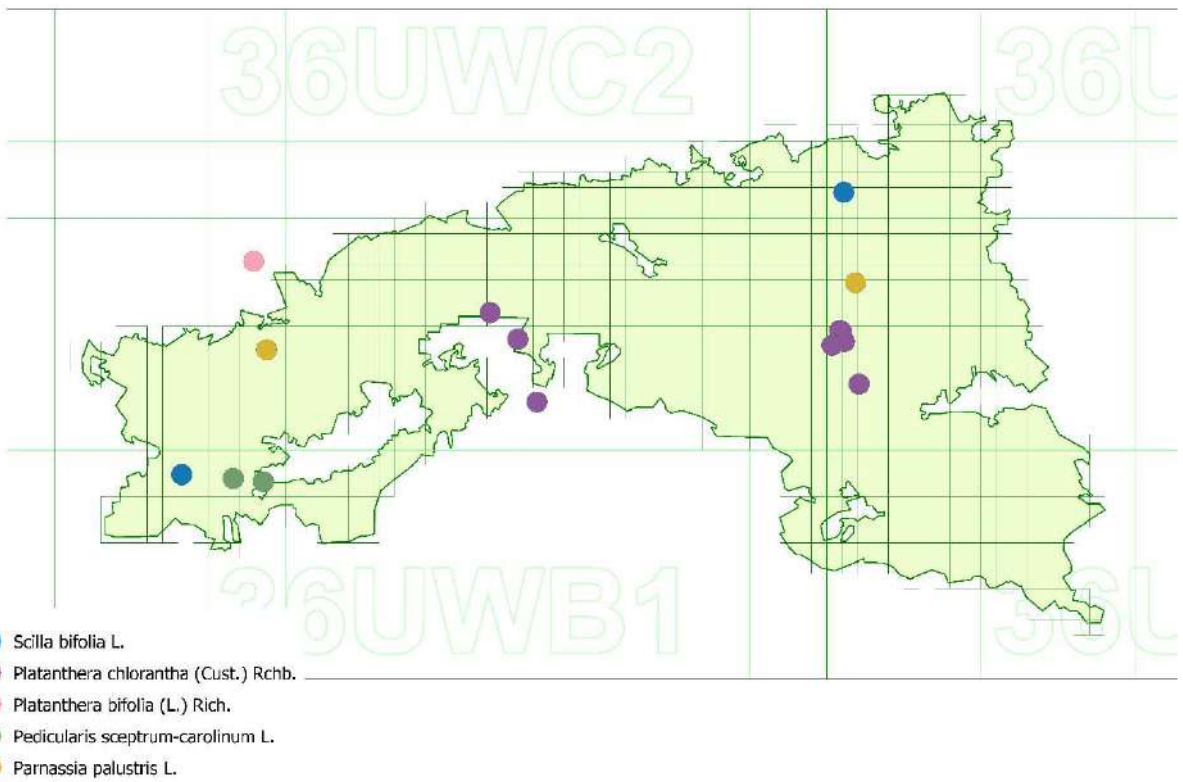 36UWC2
36U
36UWB1
36U
Scilla bifolia L.
Platanthera chlorantha (Cust.) Rchb.
Platanthera bifolia (L.) Rich.
Pedicularis sceptrum-carolinum L.
Parnassia palustris L.